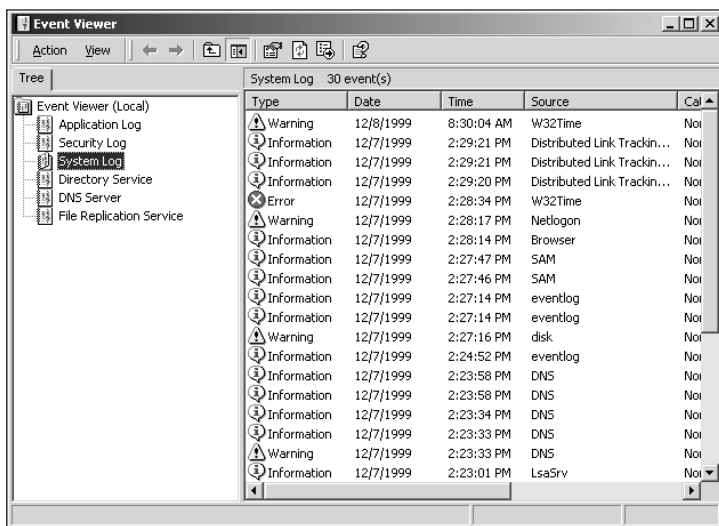 Event Viewer
Action View
Tree
System Log 30 event(s)
Event Viewer (Local)
Application Log
Security Log
System Log
Directory Service
DNS Server
File Replication Service
Type Date Time Source Cat
Warning 12/8/1999 8:30:04 AM W32Time Nor
Information 12/7/1999 2:29:21 PM Distributed Link Trackin... Nor
Information 12/7/1999 2:29:21 PM Distributed Link Trackin... Nor
Information 12/7/1999 2:29:20 PM Distributed Link Trackin... Nor
Error 12/7/1999 2:28:34 PM W32Time Nor
Warning 12/7/1999 2:28:17 PM Netlogon Nor
Information 12/7/1999 2:28:14 PM Browser Nor
Information 12/7/1999 2:27:47 PM SAM Nor
Information 12/7/1999 2:27:46 PM SAM Nor
Information 12/7/1999 2:27:14 PM eventlog Nor
Information 12/7/1999 2:27:14 PM eventlog Nor
Warning 12/7/1999 2:27:16 PM disk Nor
Information 12/7/1999 2:24:52 PM eventlog Nor
Information 12/7/1999 2:23:58 PM DNS Nor
Information 12/7/1999 2:23:58 PM DNS Nor
Information 12/7/1999 2:23:34 PM DNS Nor
Information 12/7/1999 2:23:33 PM DNS Nor
Warning 12/7/1999 2:23:33 PM DNS Nor
Information 12/7/1999 2:23:01 PM LsaSrv Nor